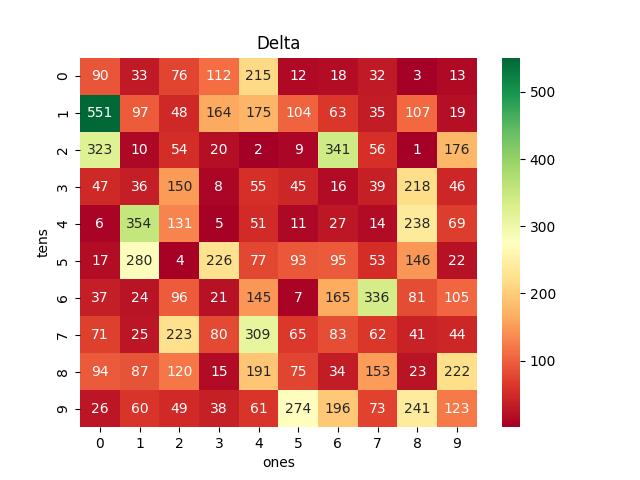 Delta
0 90 33 76 112 215 12 18 32 3 13
1 551 97 48 164 175 104 63 35 107 19
2 323 10 54 20 2 9 341 56 1 176
3 47 36 150 8 55 45 16 39 218 46
4 6 354 131 5 51 11 27 14 238 69
5 17 280 4 226 77 93 95 53 146 22
6 37 24 96 21 145 7 165 336 81 105
7 71 25 223 80 309 65 83 62 41 44
8 94 87 120 15 191 75 34 153 23 222
9 26 60 49 38 61 274 196 73 241 123
0 1 2 3 4 5 6 7 8 9
ones
tens
500
400
300
200
100